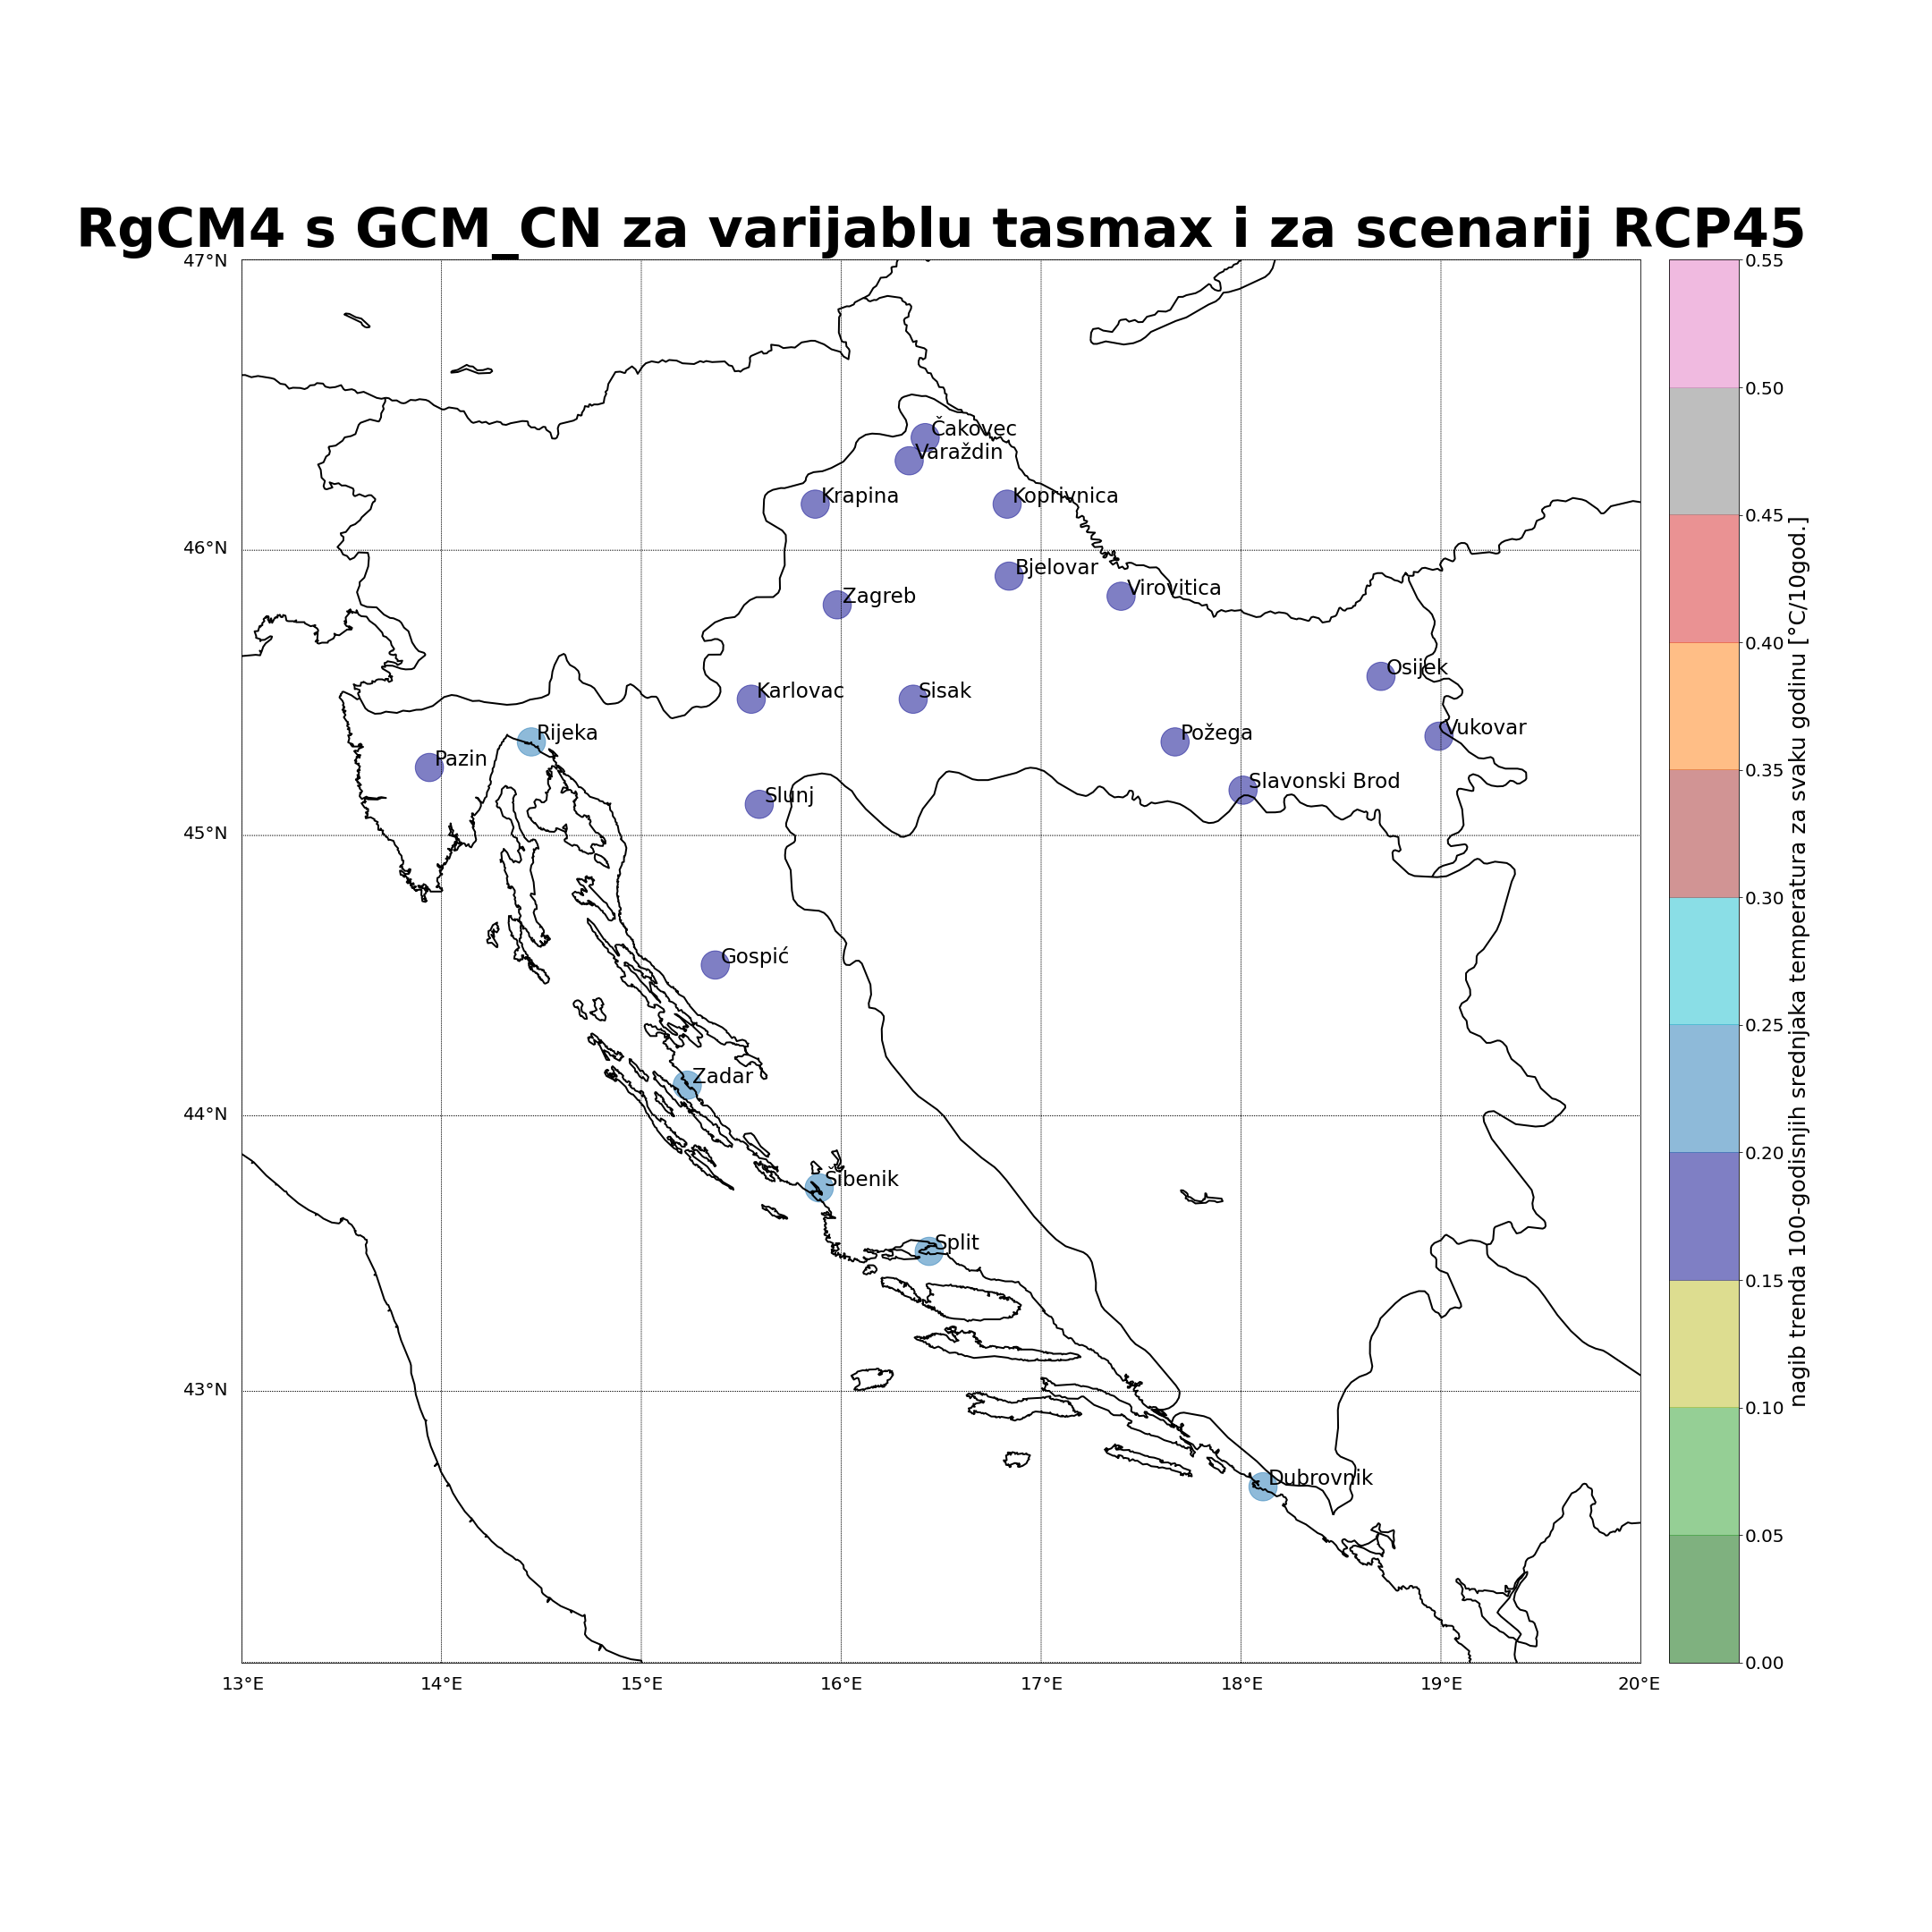 RgCM4 s GCM_CN za varijablu tasmax i za scenarij RCP45
47°N
46°N
45°N
44°N
43°N
13°E
14°E
15°E
16°E
17°E
18°E
19°E
20°E
Čakovec
Varaždin
Krapina
Koprivnica
Bjelovar
Virovitica
Zagreb
Osijek
Karlovac
Sisak
Vukovar
Rijeka
Požega
Pazin
Slavonski Brod
Slunj
Gospić
Zadar
Šibenik
Split
Dubrovnik
0.55
0.50
0.45
0.40
0.35
0.30
0.25
0.20
0.15
0.10
0.05
0.00
nagib trenda 100-godisnjih srednjaka temperatura za svaku godinu [°C/10god.]